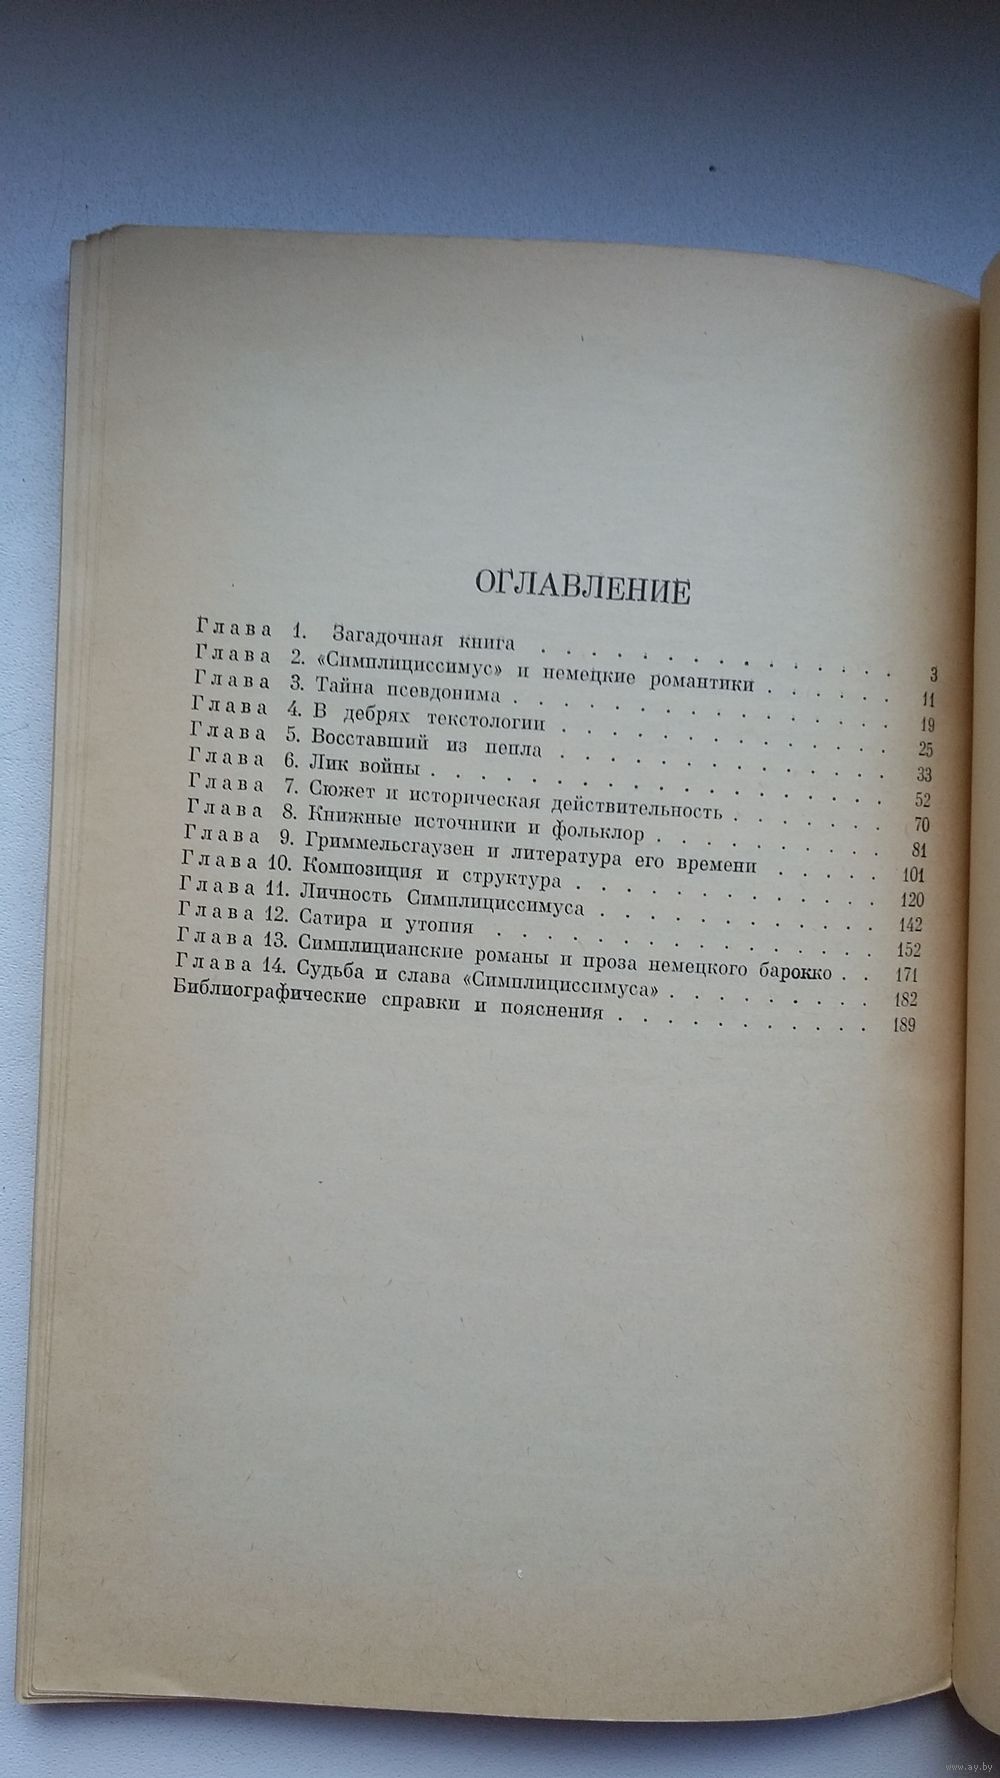 ОГЛАВЛЕНИЕ
Глава 1. Загадочная книга . . . . . . . . . . . . . . 3
Глава 2. «Симплициссимус» и немецкие романтики . . . . . . 11
Глава 3. Тайна псевдонима . . . . . . . . . . . . . . . 19
Глава 4. В дебрях текстологии . . . . . . . . . . . . . 25
Глава 5. Восставший из пепла . . . . . . . . . . . . . 33
Глава 6. Лик войны . . . . . . . . . . . . . . . . . . 52
Глава 7. Сюжет и историческая действительность . . . . . . . 70
Глава 8. Книжные источники и фольклор . . . . . . . . . . 81
Глава 9. Гриммельсгаузен и литература его времени . . . . . 101
Глава 10. Композиция и структура . . . . . . . . . . . . . 120
Глава 11. Личность Симплициссимуса . . . . . . . . . . . . 142
Глава 12. Сатира и утопия . . . . . . . . . . . . . . . 152
Глава 13. Симплицианские романы и проза немецкого барокко . . 171
Глава 14. Судьба и слава «Симплициссимуса» . . . . . . . . . 182
Библиографические справки и пояснения . . . . . . . . . . . 189
www.ay.by